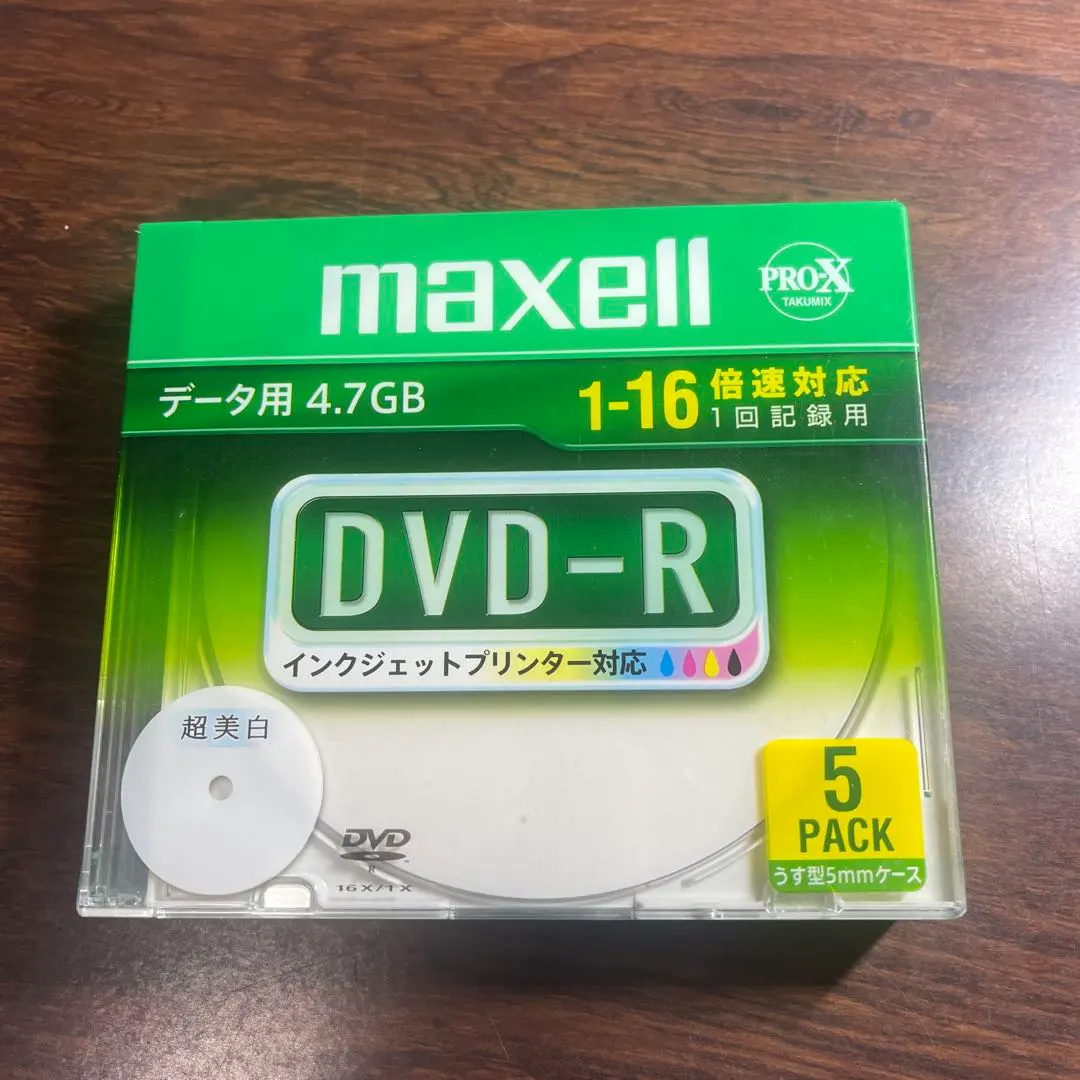 maxell
PRO-X
TAKUMIX
データ用 4.7GB
1-16 倍速対応
1回記録用
DVD-R
インクジェットプリンター対応
超美白
DVD
R
16X/1X
5
PACK
うす型5mmケース